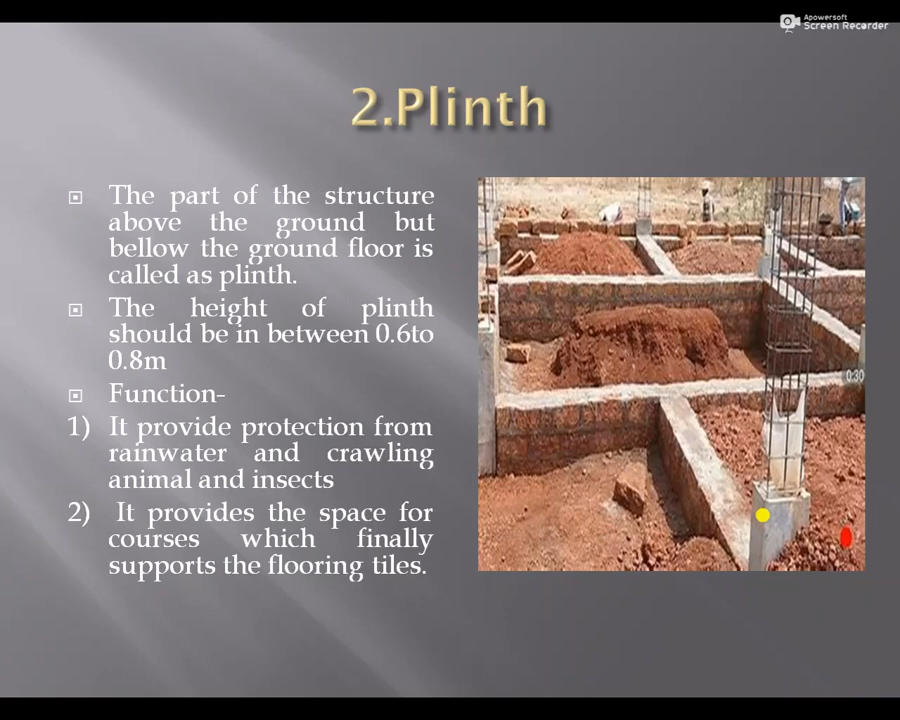 Apowersoft
Screen Recorder
2.Plinth
The part of the structure
above the ground but
bellow the ground floor is
called as plinth.
The height of plinth
should be in between 0.6to
0.8m
Function-
1) It provide protection from
rainwater and crawling
animal and insects
2) It provides the space for
courses which finally
supports the flooring tiles.
0:30